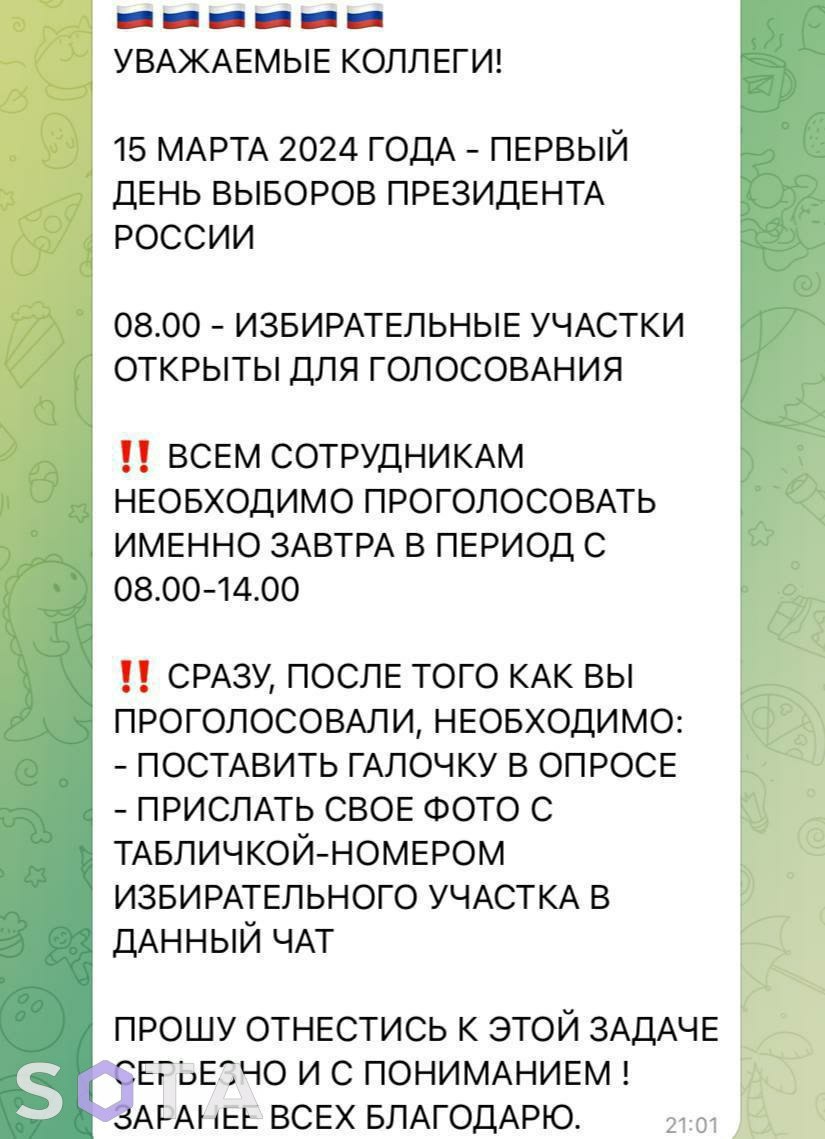 🇷🇺🇷🇺🇷🇺🇷🇺🇷🇺🇷🇺
УВАЖАЕМЫЕ КОЛЛЕГИ!
15 МАРТА 2024 ГОДА - ПЕРВЫЙ
ДЕНЬ ВЫБОРОВ ПРЕЗИДЕНТА
РОССИИ
08.00 - ИЗБИРАТЕЛЬНЫЕ УЧАСТКИ
ОТКРЫТЫ ДЛЯ ГОЛОСОВАНИЯ
‼️ ВСЕМ СОТРУДНИКАМ
НЕОБХОДИМО ПРОГОЛОСОВАТЬ
ИМЕННО ЗАВТРА В ПЕРИОД С
08.00-14.00
‼️ СРАЗУ, ПОСЛЕ ТОГО КАК ВЫ
ПРОГОЛОСОВАЛИ, НЕОБХОДИМО:
- ПОСТАВИТЬ ГАЛОЧКУ В ОПРОСЕ
- ПРИСЛАТЬ СВОЕ ФОТО С
ТАБЛИЧКОЙ-НОМЕРОМ
ИЗБИРАТЕЛЬНОГО УЧАСТКА В
ДАННЫЙ ЧАТ
ПРОШУ ОТНЕСТИСЬ К ЭТОЙ ЗАДАЧЕ
СЕРЬЕЗНО И С ПОНИМАНИЕМ !
ЗАРАНЕЕ ВСЕХ БЛАГОДАРЮ.
21:01
SOTA